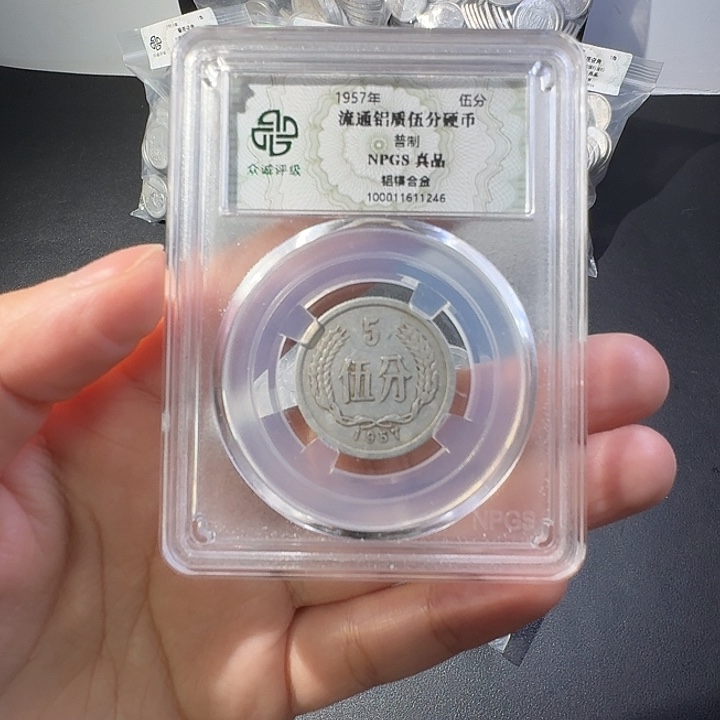 1957年 伍分
流通铝质伍分硬币
普制
NPGS 真品
铝镁合金
100011611246
众诚评级
5
伍分
1957
NPGS